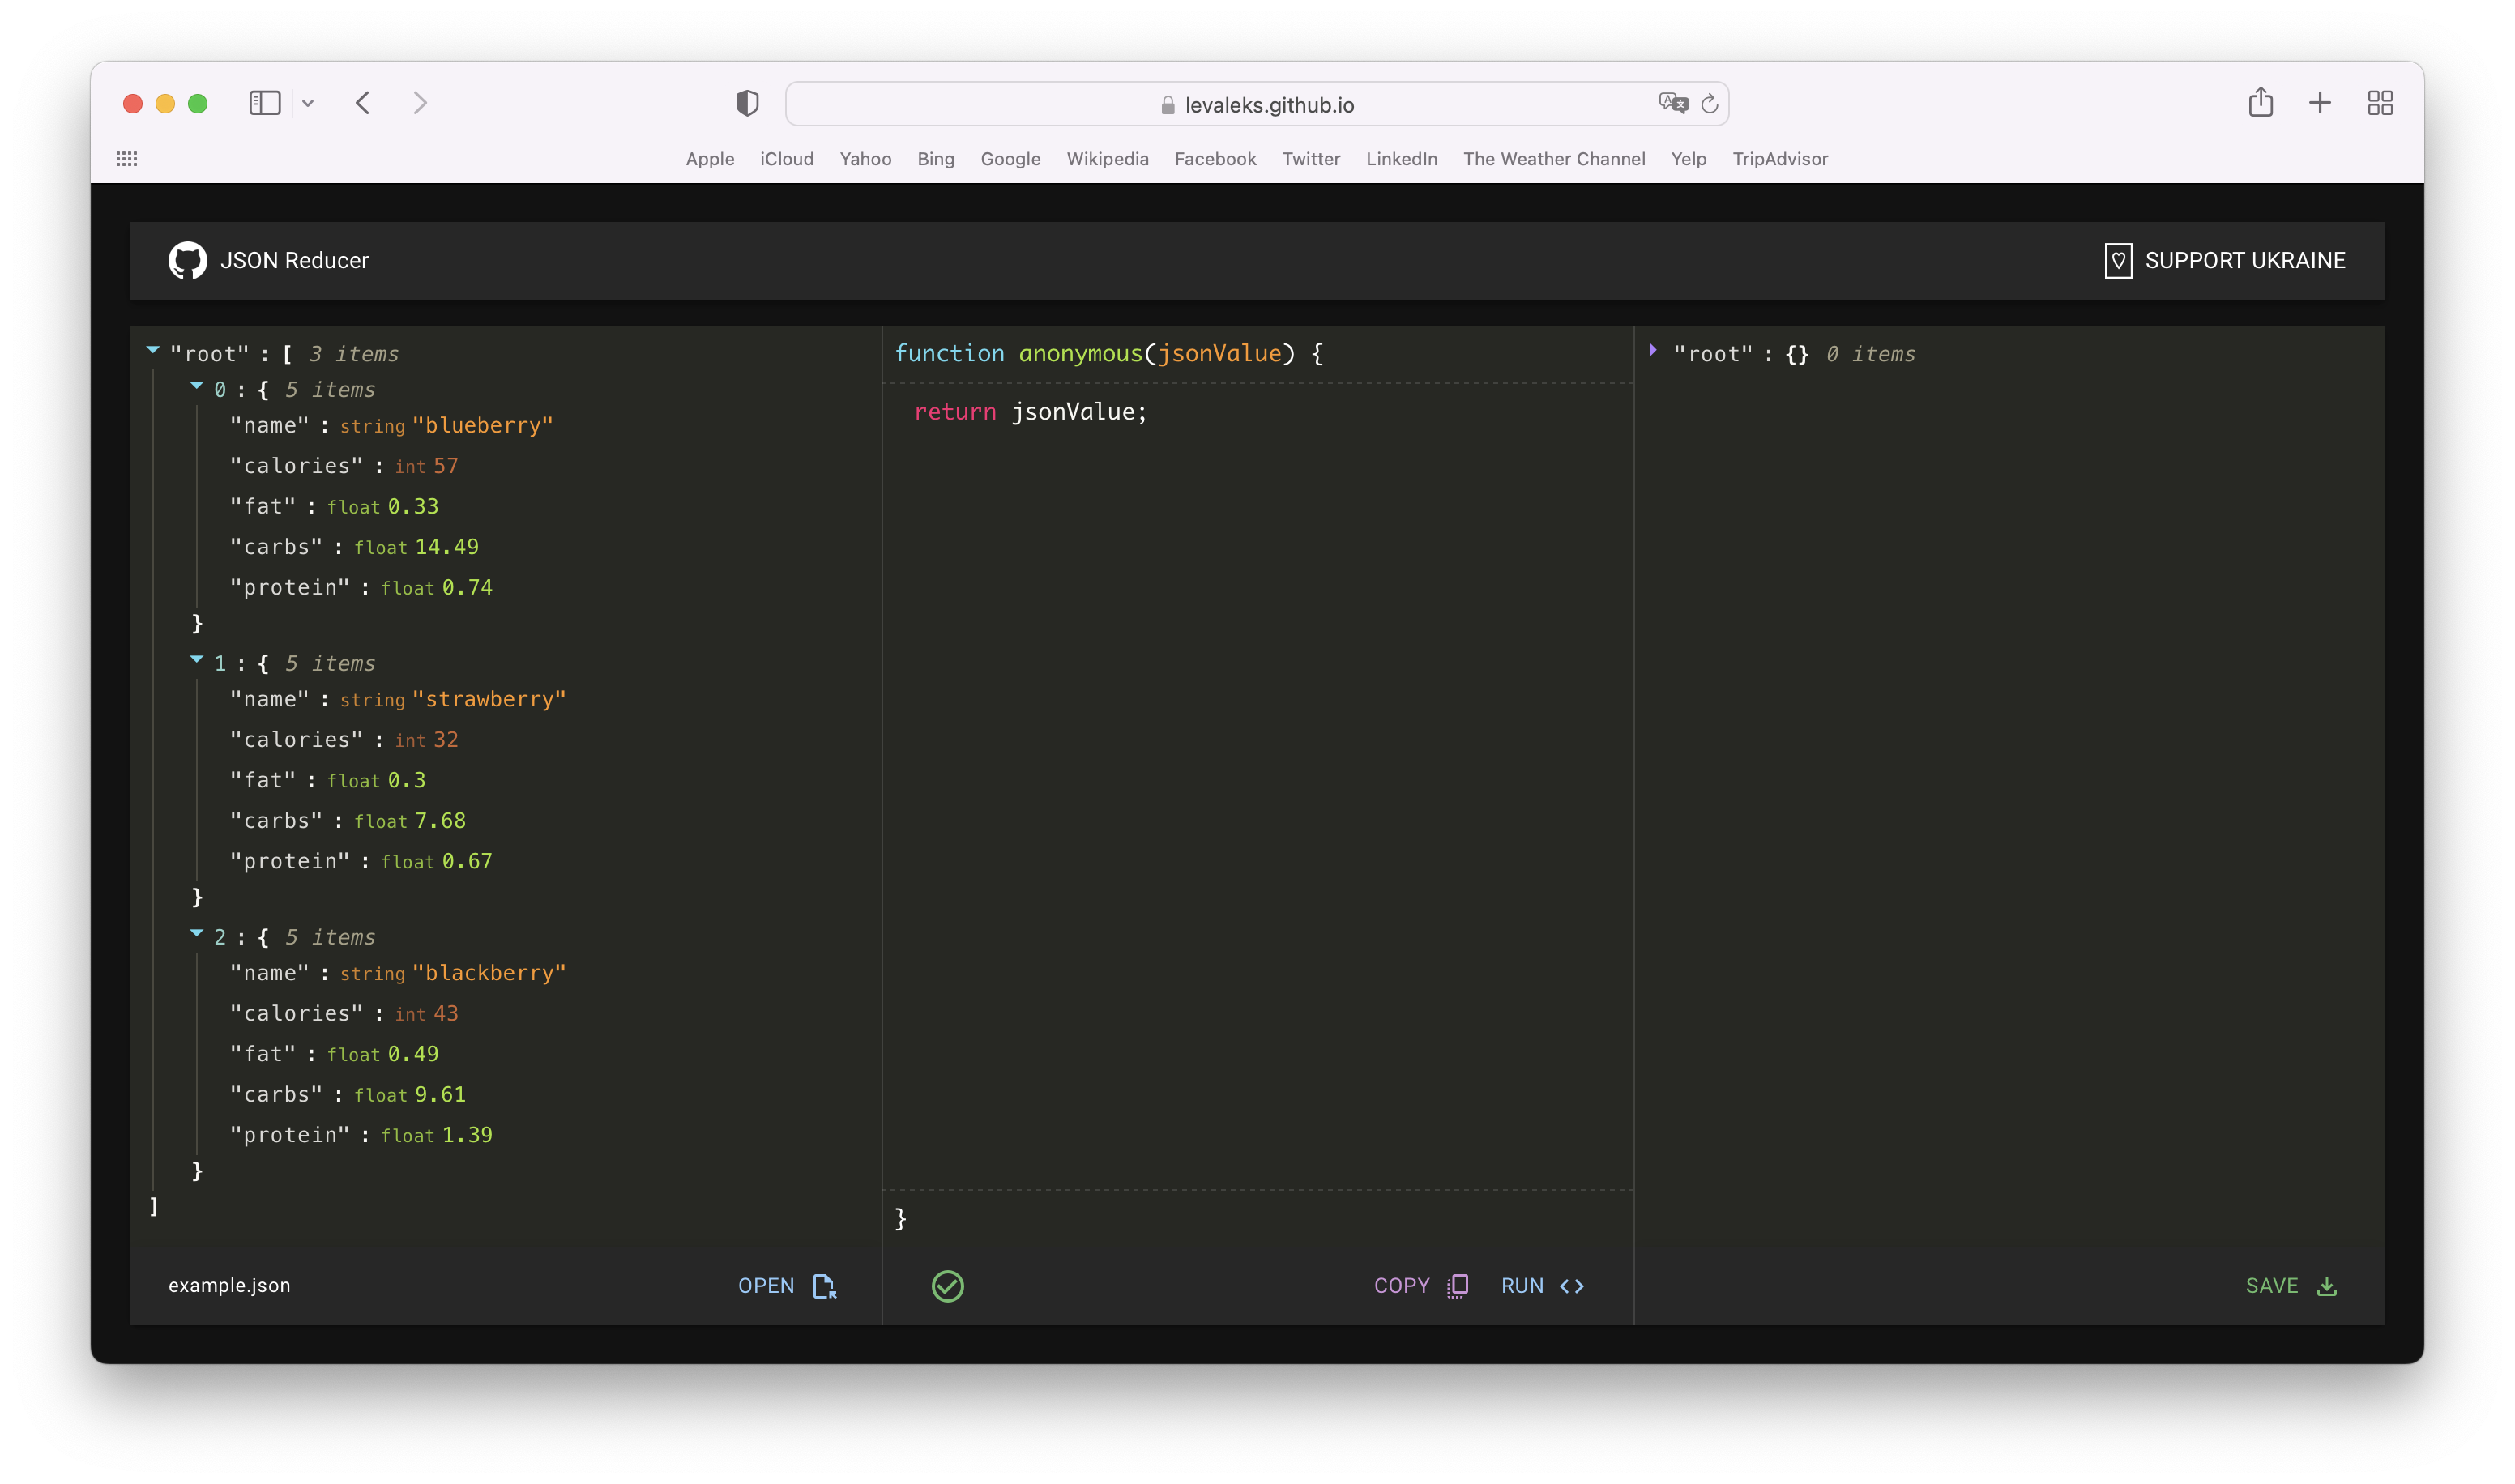 levaleks.github.io
Apple iCloud Yahoo Bing Google Wikipedia Facebook Twitter LinkedIn The Weather Channel Yelp TripAdvisor
JSON Reducer
SUPPORT UKRAINE
"root" : [ 3 items
0 : { 5 items
"name" : string "blueberry"
"calories" : int 57
"fat" : float 0.33
"carbs" : float 14.49
"protein" : float 0.74
}
1 : { 5 items
"name" : string "strawberry"
"calories" : int 32
"fat" : float 0.3
"carbs" : float 7.68
"protein" : float 0.67
}
2 : { 5 items
"name" : string "blackberry"
"calories" : int 43
"fat" : float 0.49
"carbs" : float 9.61
"protein" : float 1.39
}
]
example.json
OPEN
function anonymous(jsonValue) {
return jsonValue;
}
COPY
RUN
"root" : {} 0 items
SAVE